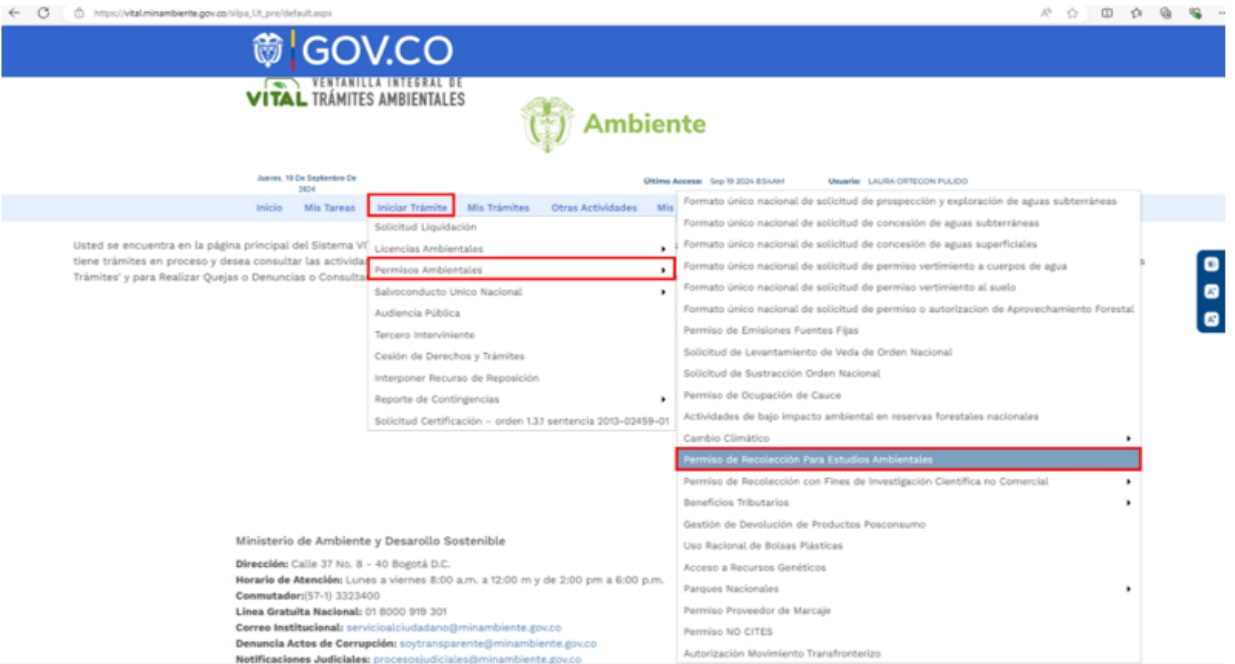 https://vital.minambiente.gov.co/silpa_Ut_pre/default.aspx
GOV.CO
VITAL
VENTANILLA INTEGRAL DE
TRÁMITES AMBIENTALES
Ambiente
Jueves, 19 De Septiembre De
2024
Último Acceso: Sep 19 2024 8:54AM
Usuario: LAURA ORTEGON PULIDO
Inicio Mis Tareas Iniciar Trámite Mis Trámites Otras Actividades Mis
Usted se encuentra en la página principal del Sistema
tiene trámites en proceso y desea consultar las
Trámites' y para Realizar Quejas o Denuncias o
Solicitud Liquidación
Licencias Ambientales
Permisos Ambientales
Salvoconducto Unico Nacional
Audiencia Pública
Tercero Interviniente
Cesión de Derechos y Trámites
Interponer Recurso de Reposición
Reporte de Contingencias
Solicitud Certificación – orden 1.3.1 sentencia 2013-02459-01
Formato único nacional de solicitud de prospección y exploración de aguas subterráneas
Formato único nacional de solicitud de concesión de aguas subterráneas
Formato único nacional de solicitud de concesión de aguas superficiales
Formato único nacional de solicitud de permiso vertimiento a cuerpos de agua
Formato único nacional de solicitud de permiso vertimiento al suelo
Formato único nacional de solicitud de permiso o autorizacion de Aprovechamiento Forestal
Permiso de Emisiones Fuentes Fijas
Solicitud de Levantamiento de Veda de Orden Nacional
Solicitud de Sustracción Orden Nacional
Permiso de Ocupación de Cauce
Actividades de bajo impacto ambiental en reservas forestales nacionales
Cambio Climático
Permiso de Recolección Para Estudios Ambientales
Permiso de Recolección con Fines de Investigación Científica no Comercial
Beneficios Tributarios
Gestión de Devolución de Productos Posconsumo
Uso Racional de Bolsas Plásticas
Acceso a Recursos Genéticos
Parques Nacionales
Permiso Proveedor de Marcaje
Permiso NO CITES
Autorización Movimiento Transfronterizo
Ministerio de Ambiente y Desarollo Sostenible
Dirección: Calle 37 No. 8 – 40 Bogotá D.C.
Horario de Atención: Lunes a viernes 8:00 a.m. a 12:00 m y de 2:00 pm a 6:00 p.m.
Conmutador:(57-1) 3323400
Línea Gratuita Nacional: 01 8000 919 301
Correo Institucional: servicioalciudadano@minambiente.gov.co
Denuncia Actos de Corrupción: soytransparente@minambiente.gov.co
Notificaciones Judiciales: procesosjudiciales@minambiente.gov.co